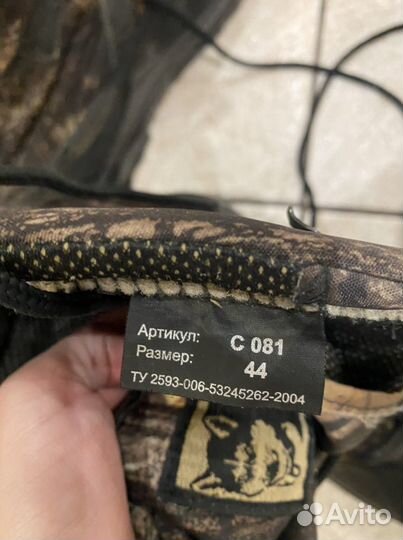 Артикул: С 081
Размер: 44
ТУ 2593-006-53245262-2004
Avito